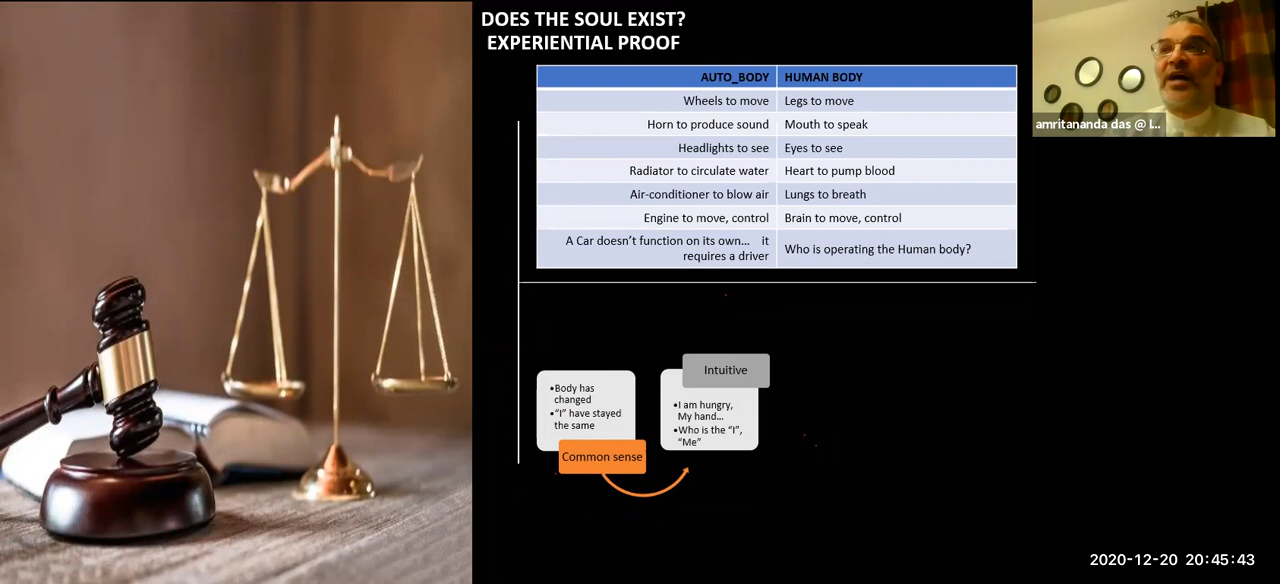 DOES THE SOUL EXIST?
EXPERIENTIAL PROOF
AUTO_BODY HUMAN BODY
Wheels to move Legs to move
Horn to produce sound Mouth to speak
Headlights to see Eyes to see
Radiator to circulate water Heart to pump blood
Air-conditioner to blow air Lungs to breath
Engine to move, control Brain to move, control
A Car doesn’t function on its own... it
requires a driver
Who is operating the Human body?
amritananda das @ I...
•Body has
changed
•“I” have stayed
the same
Common sense
Intuitive
•I am hungry,
My hand...
•Who is the “I”,
“Me”
2020-12-20 20:45:43